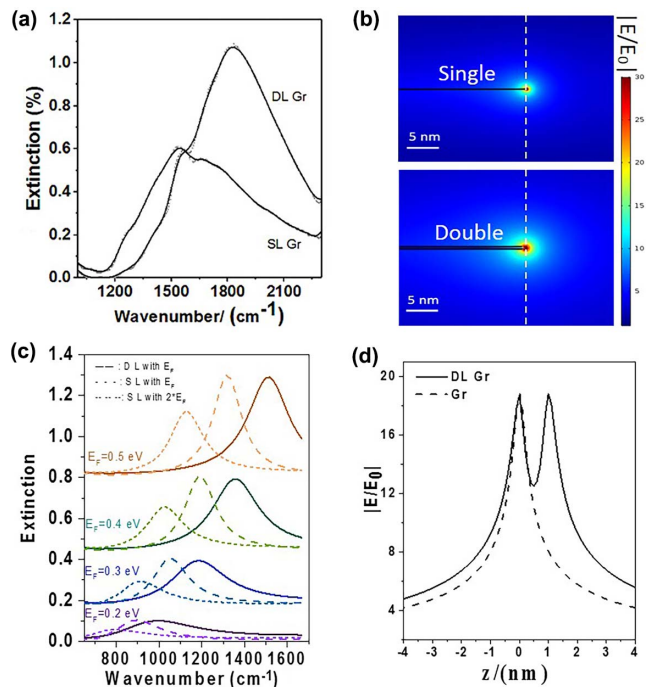 (a)
1.2
1.0
0.8
0.6
0.4
0.2
0.0
Extinction (%)
DL Gr
SL Gr
1200 1500 1800 2100
Wavenumber/ (cm-1)
(b)
Single
5 nm
Double
5 nm
|E/E0|
30
25
20
15
10
5
(c)
1.4
1.2
1.0
0.8
0.6
0.4
0.2
0.0
Extinction
: D L with EF
: S L with EF
: S L with 2*EF
EF=0.5 eV
EF=0.4 eV
EF=0.3 eV
EF=0.2 eV
800 1000 1200 1400 1600
Wavenumber (cm-1)
(d)
20
16
12
8
4
|E/E0|
DL Gr
Gr
-4 -3 -2 -1 0 1 2 3 4
z/(nm)